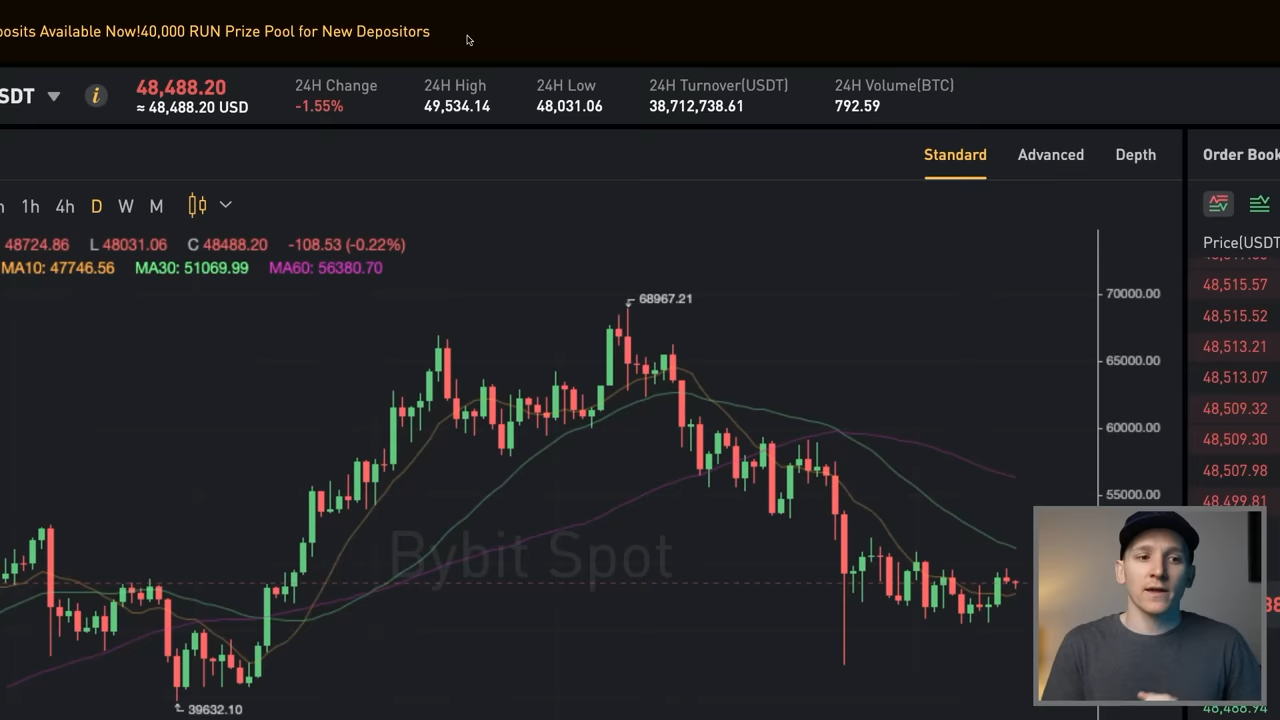 posits Available Now!40,000 RUN Prize Pool for New Depositors
SDT
48,488.20
≈ 48,488.20 USD
24H Change
-1.55%
24H High
49,534.14
24H Low
48,031.06
24H Turnover(USDT)
38,712,738.61
24H Volume(BTC)
792.59
Standard Advanced Depth
Order Book
1h 4h D W M
Price(USDT
48724.86 L 48031.06 C 48488.20 -108.53 (-0.22%)
MA10: 47746.56 MA30: 51069.99 MA60: 56380.70
68967.21
70000.00
65000.00
60000.00
55000.00
48,515.57
48,515.52
48,513.21
48,513.07
48,509.32
48,509.30
48,507.98
48,499.81
Bybit Spot
39632.10